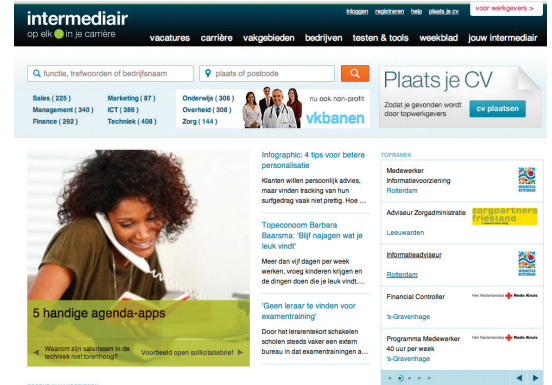 intermediair
op elk in je carrière
inloggen registreren help plaats je cv
voor werkgevers >
vacatures carrière vakgebieden bedrijven testen & tools weekblad jouw intermediair
functie, trefwoorden of bedrijfsnaam
plaats of postcode
Sales ( 225 )
Management ( 340 )
Finance ( 292 )
Marketing ( 87 )
ICT ( 386 )
Techniek ( 408 )
Onderwijs ( 306 )
Overheid ( 308 )
Zorg ( 144 )
nu ook non-profit
vkbanen
Plaats je CV
Zodat je gevonden wordt
door topwerkgevers
cv plaatsen
5 handige agenda-apps
Waarom zijn salarissen in de
techniek niet torenhoog?
Voorbeeld open sollicitatiebrief
Infographic: 4 tips voor betere
personalisatie
Klanten willen persoonlijk advies,
maar vinden tracking van hun
surfgedrag vaak niet prettig. Hoe ...
Topeconoom Barbara
Baarsma: 'Blijf najagen wat je
leuk vindt'
Meer dan vijf dagen per week
werken, vroeg kinderen krijgen en
de dingen doen die je leuk vindt....
'Geen leraar te vinden voor
examentraining'
Door het lerarentekort schakelen
scholen steeds vaker een extern
bureau in dat examentrainingen a...
TOPBANEN
Medewerker
Informatievoorziening
Rotterdam
Adviseur Zorgadministratie
zorgpartners
friesland
Leeuwarden
Informatieadviseur
Rotterdam
Financial Controller
Het Nederlandse Rode Kruis
's-Gravenhage
Programma Medewerker
40 uur per week
Het Nederlandse Rode Kruis
's-Gravenhage